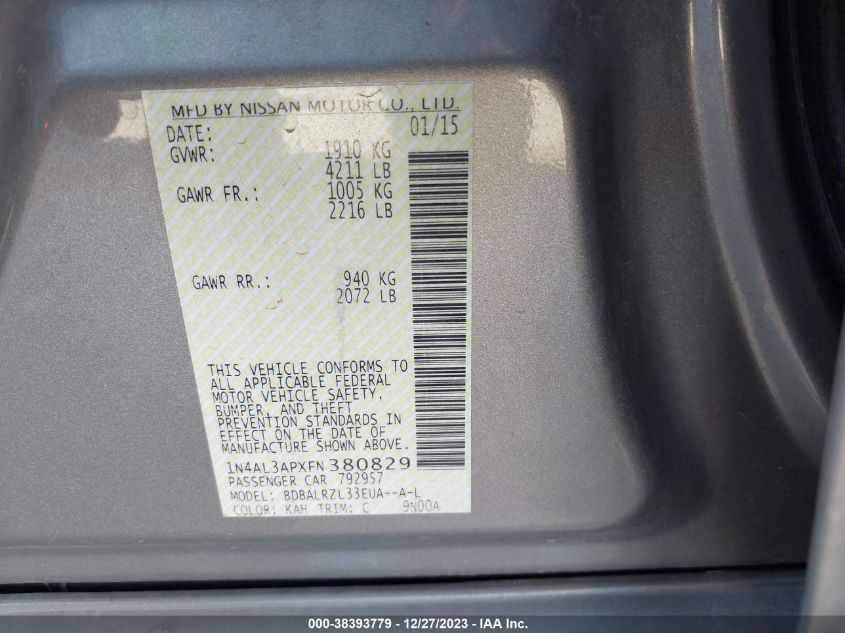 MFD BY NISSAN MOTOR CO., LTD.
DATE: 01/15
GVWR: 1910 KG
4211 LB
GAWR FR.: 1005 KG
2216 LB
GAWR RR.: 940 KG
2072 LB
THIS VEHICLE CONFORMS TO
ALL APPLICABLE FEDERAL
MOTOR VEHICLE SAFETY,
BUMPER, AND THEFT
PREVENTION STANDARDS IN
EFFECT ON THE DATE OF
MANUFACTURE SHOWN ABOVE.
1N4AL3APXFN380829
PASSENGER CAR 792957
MODEL: BDBALRZL33EUA--A-L
COLOR: KAH TRIM: C 9N00A
000-38393779 - 12/27/2023 - IAA Inc.